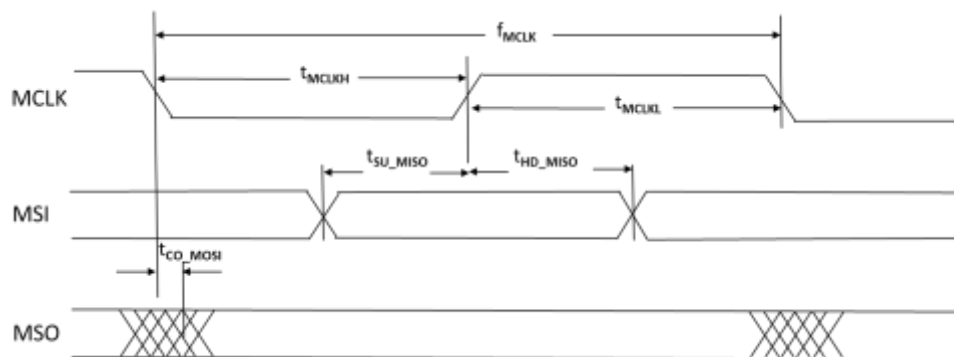 fMCLK
tMCLKH
MCLK
tMCLKL
tSU_MISO tHD_MISO
MSI
tCO_MOSI
MSO